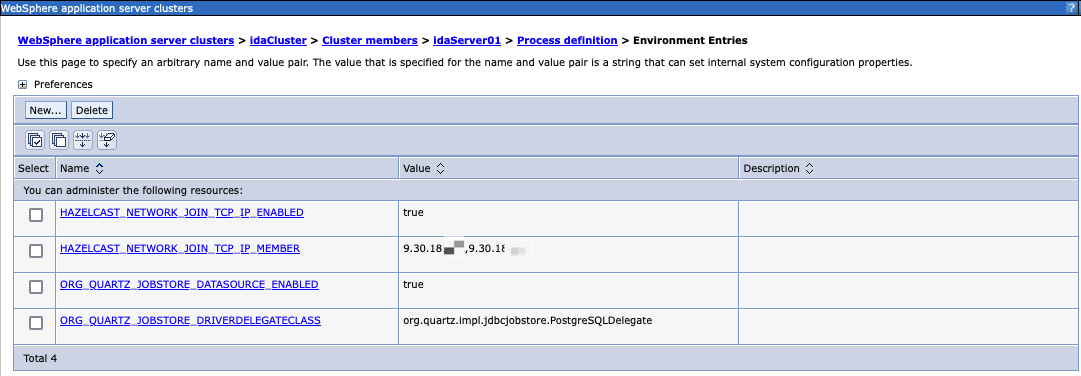 WebSphere application server clusters
?
WebSphere application server clusters > idaCluster > Cluster members > idaServer01 > Process definition > Environment Entries
Use this page to specify an arbitrary name and value pair. The value that is specified for the name and value pair is a string that can set internal system configuration properties.
Preferences
New... Delete
Select Name Value Description
You can administer the following resources:
HAZELCAST_NETWORK_JOIN_TCP_IP_ENABLED true
HAZELCAST_NETWORK_JOIN_TCP_IP_MEMBER 9.30.18 ,9.30.18
ORG_QUARTZ_JOBSTORE_DATASOURCE_ENABLED true
ORG_QUARTZ_JOBSTORE_DRIVERDELEGATECLASS org.quartz.impl.jdbcjobstore.PostgreSQLDelegate
Total 4